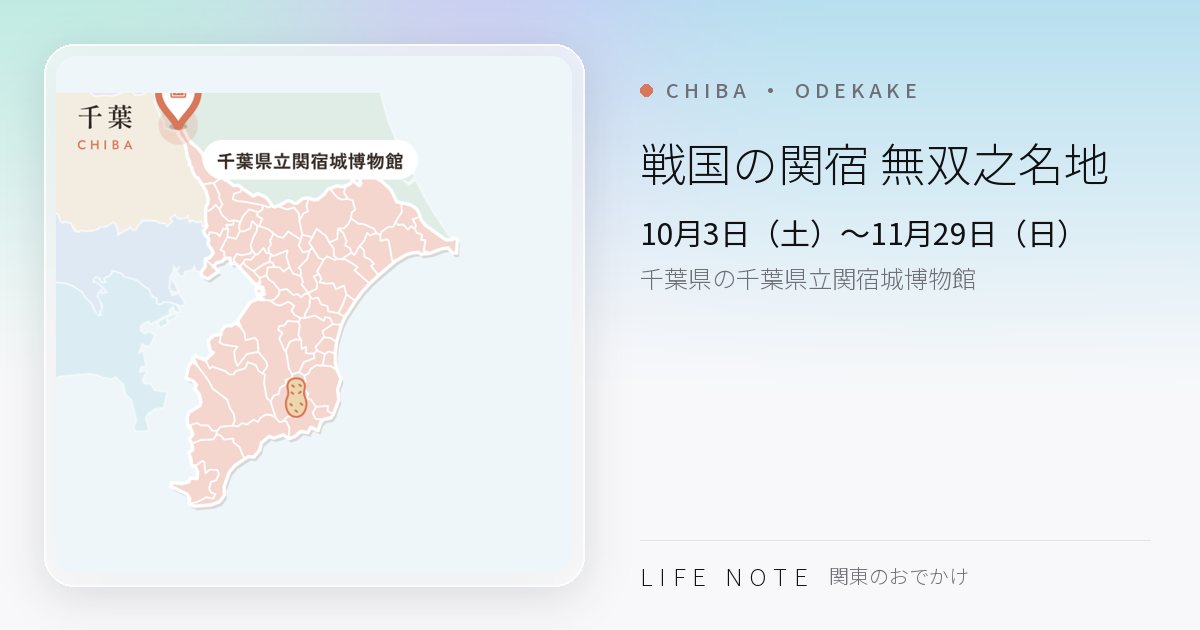 千葉
CHIBA
千葉県立関宿城博物館
CHIBA • ODEKAKE
戦国の関宿 無双之名地
10月3日（土）〜11月29日（日）
千葉県の千葉県立関宿城博物館
LIFE NOTE 関東のおでかけ